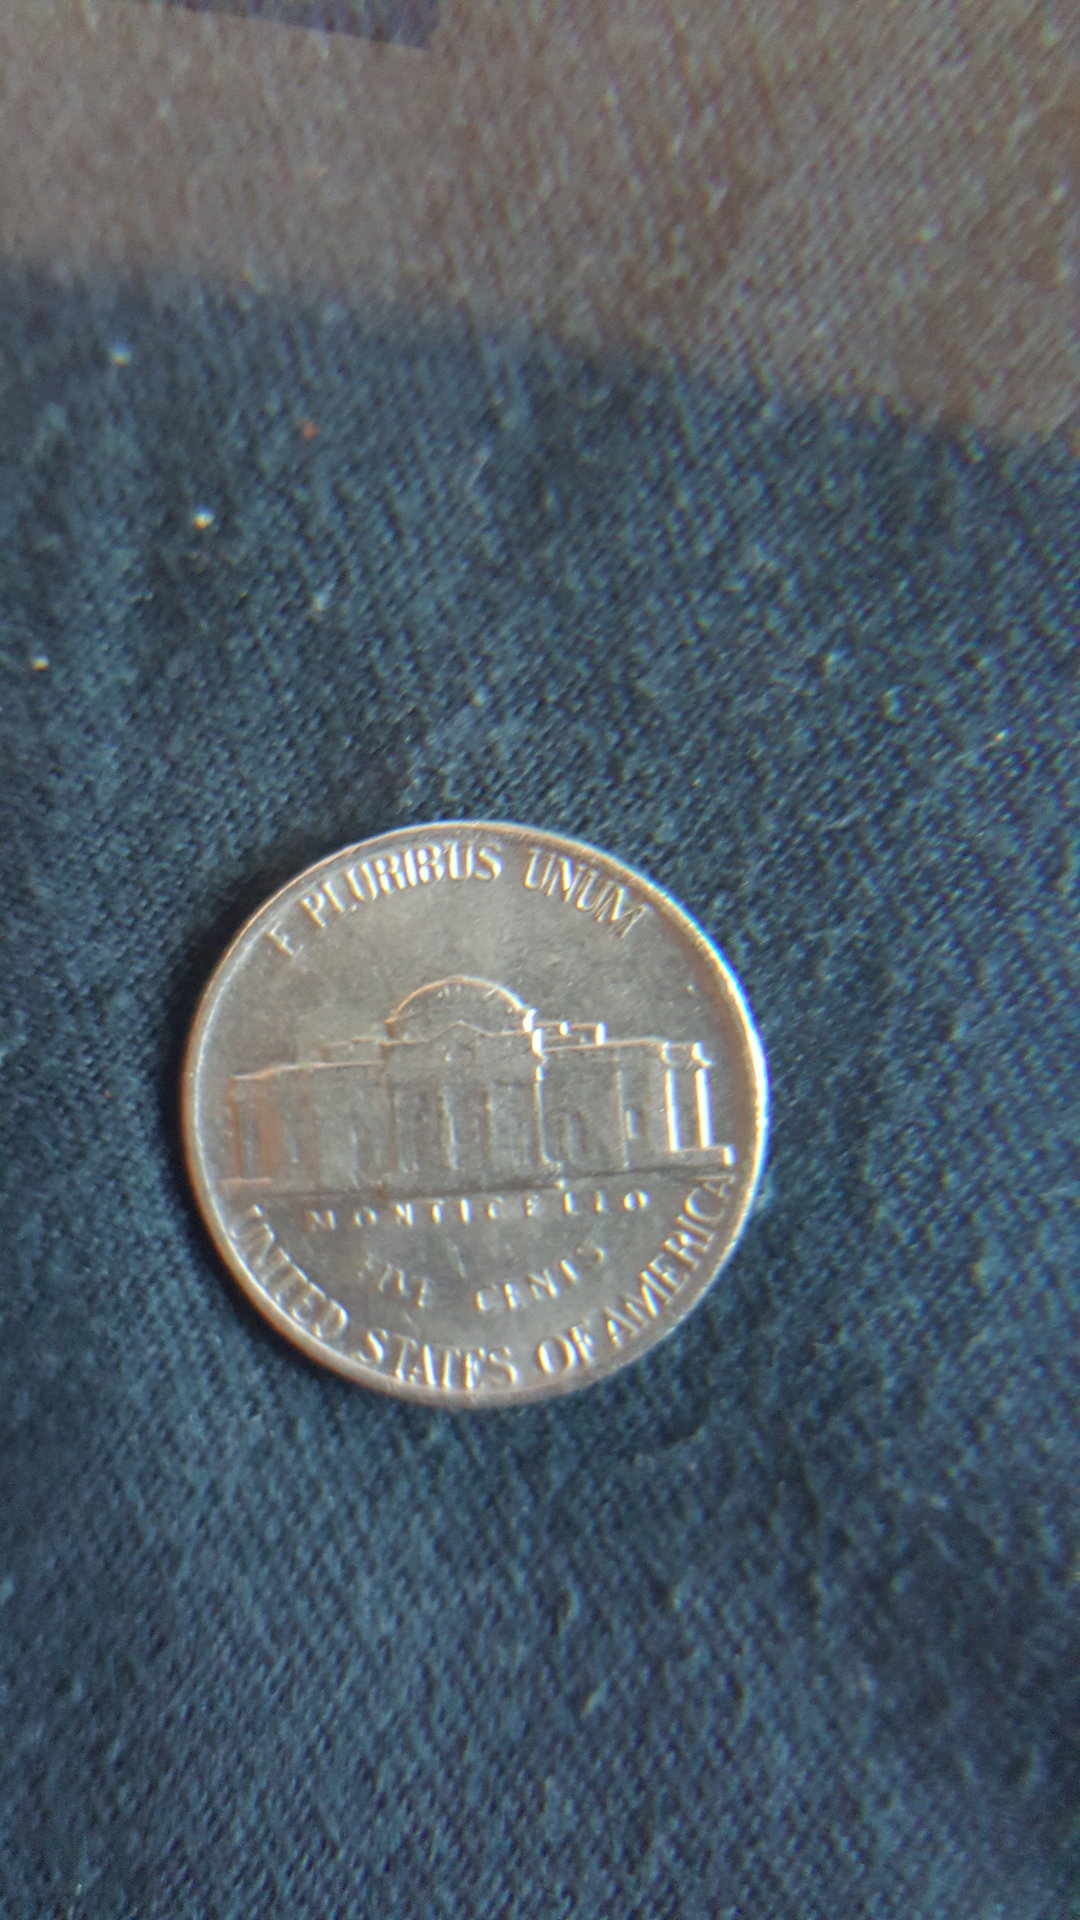 E PLURIBUS UNUM
MONTICELLO
FIVE CENTS
UNITED STATES OF AMERICA